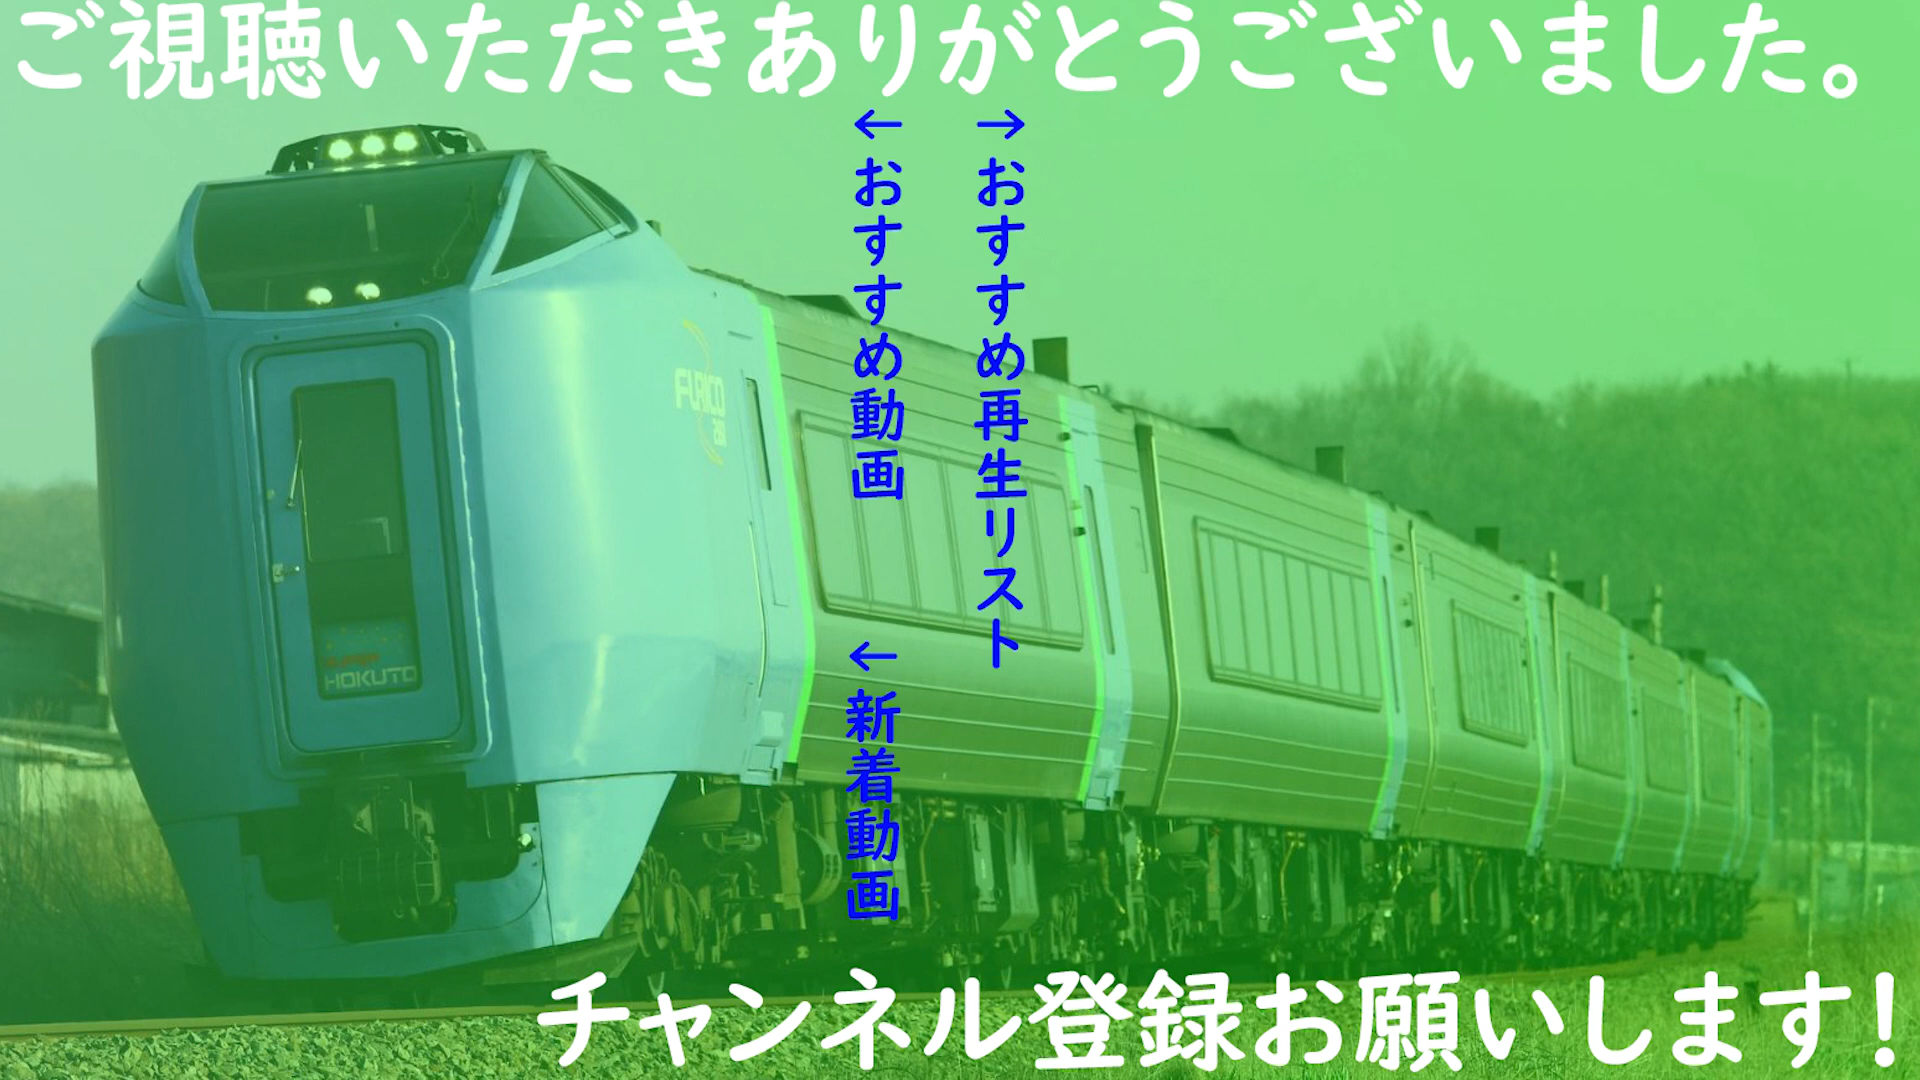 ご視聴いただきありがとうございました。
→おすすめ再生リスト
←おすすめ動画
←新着動画
FURICO
281
HOKUTO
チャンネル登録お願いします!